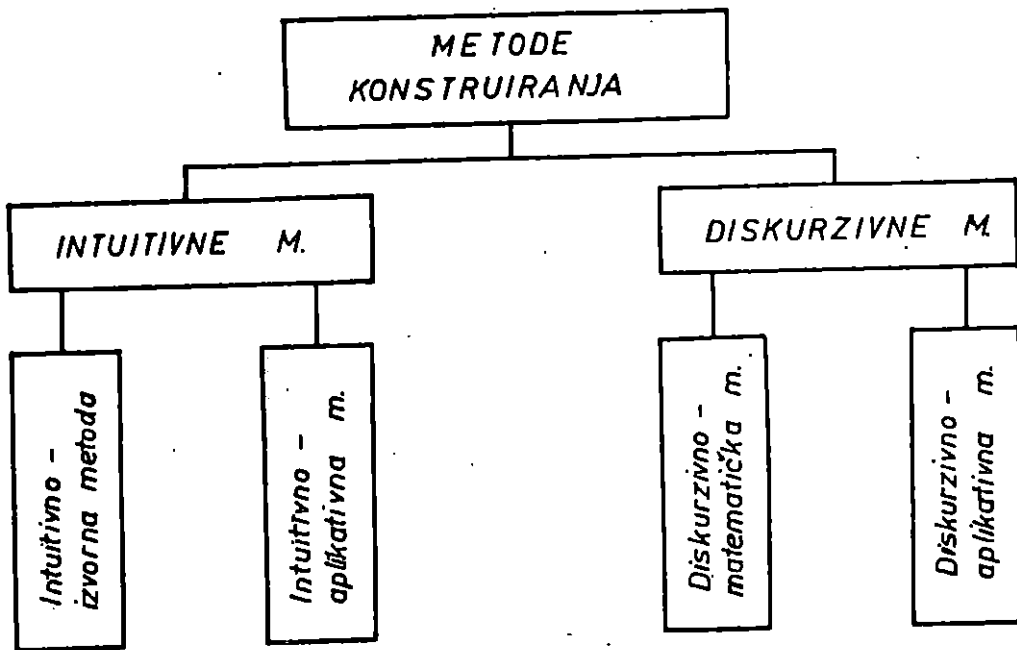 METODE
KONSTRUIRANJA
INTUITIVNE M.
DISKURZIVNE M.
Intuitivno -
izvorna metoda
Intuitivno -
aplikativna m.
Diskurzivno -
matematička m.
Diskurzivno -
aplikativna m.